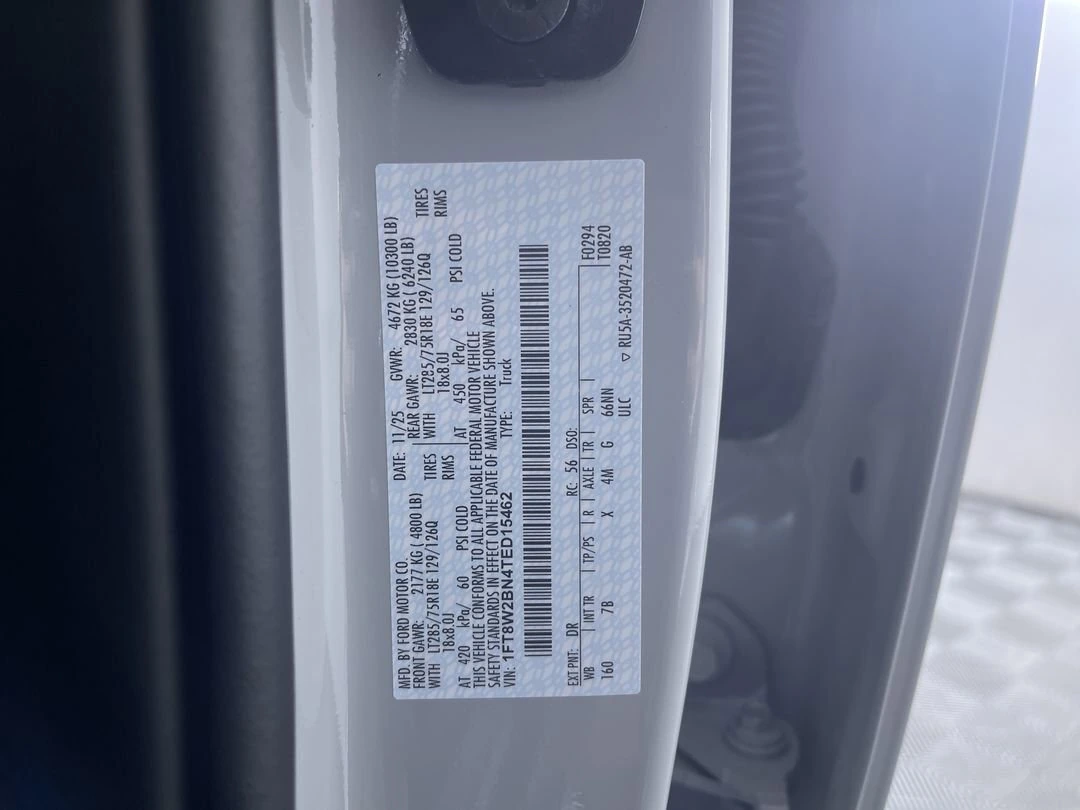 MFD. BY FORD MOTOR CO.
DATE: 11/25 GVWR: 4672 KG (10300 LB)
FRONT GAWR: 2177 KG ( 4800 LB)
REAR GAWR: 2830 KG ( 6240 LB)
WITH LT285/75R18E 129/126Q TIRES
WITH LT285/75R18E 129/126Q TIRES
18x8.0J RIMS
18x8.0J RIMS
AT 420 kPa/ 60 PSI COLD
AT 450 kPa/ 65 PSI COLD
THIS VEHICLE CONFORMS TO ALL APPLICABLE FEDERAL MOTOR VEHICLE
SAFETY STANDARDS IN EFFECT ON THE DATE OF MANUFACTURE SHOWN ABOVE.
VIN: 1FT8W2BN4TED15462 TYPE: Truck
EXT PNT: DR RC: 56 DSO: F0294
WB INT TR TP/PS R AXLE TR SPR T0820
160 7B X 4M G 66NN
ULC ▽ RU5A-3520472-AB